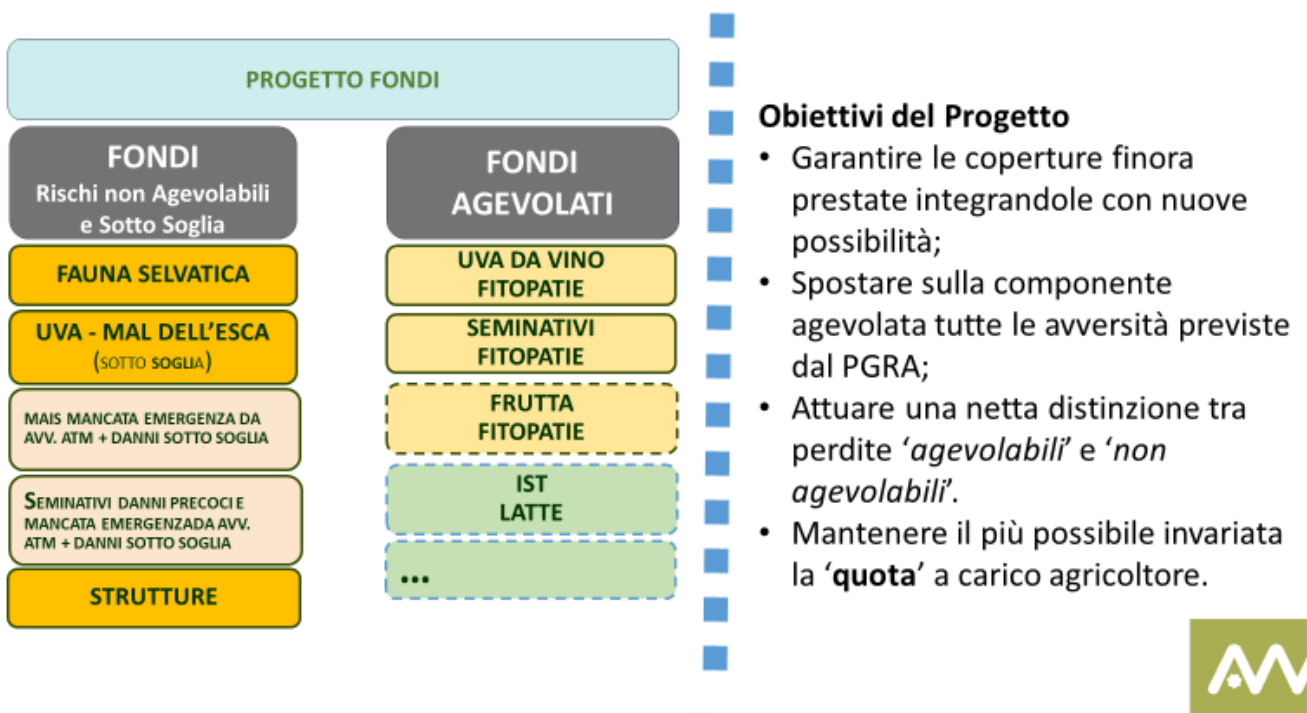 PROGETTO FONDI
FONDI
Rischi non Agevolabili
e Sotto Soglia
FAUNA SELVATICA
UVA - MAL DELL'ESCA
(SOTTO SOGLIA)
MAIS MANCATA EMERGENZA DA
AVV. ATM + DANNI SOTTO SOGLIA
SEMINATIVI DANNI PRECOCI E
MANCATA EMERGENZADA AVV.
ATM + DANNI SOTTO SOGLIA
STRUTTURE
FONDI
AGEVOLATI
UVA DA VINO
FITOPATIE
SEMINATIVI
FITOPATIE
FRUTTA
FITOPATIE
IST
LATTE
...
Obiettivi del Progetto
• Garantire le coperture finora
prestate integrandole con nuove
possibilità;
• Spostare sulla componente
agevolata tutte le avversità previste
dal PGRA;
• Attuare una netta distinzione tra
perdite 'agevolabili' e 'non
agevolabili'.
• Mantenere il più possibile invariata
la 'quota' a carico agricoltore.